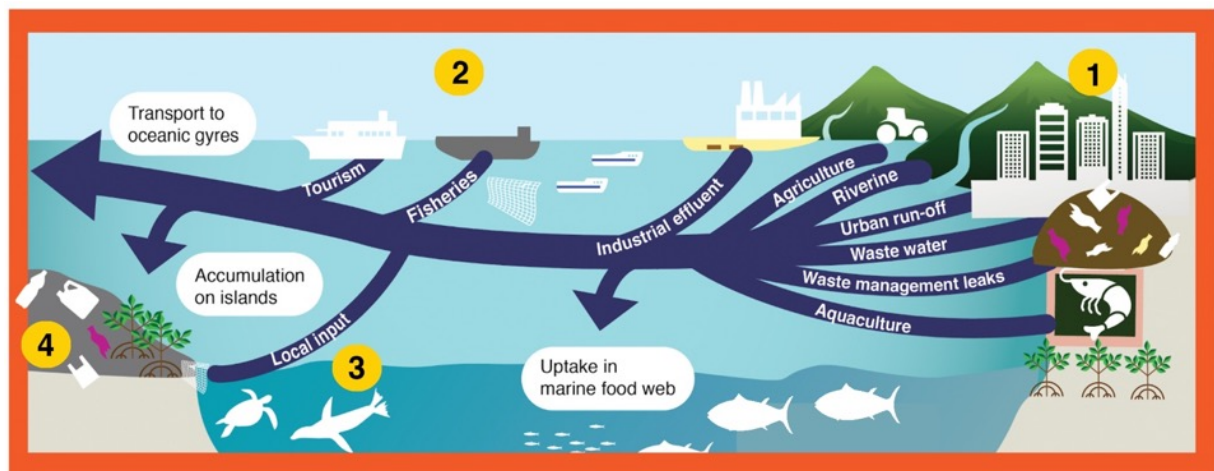 1
2
Transport to
oceanic gyres
Tourism
Fisheries
Industrial effluent
Agriculture
Riverine
Urban run-off
Waste water
Waste management leaks
Aquaculture
Accumulation
on islands
4
Local input
3
Uptake in
marine food web